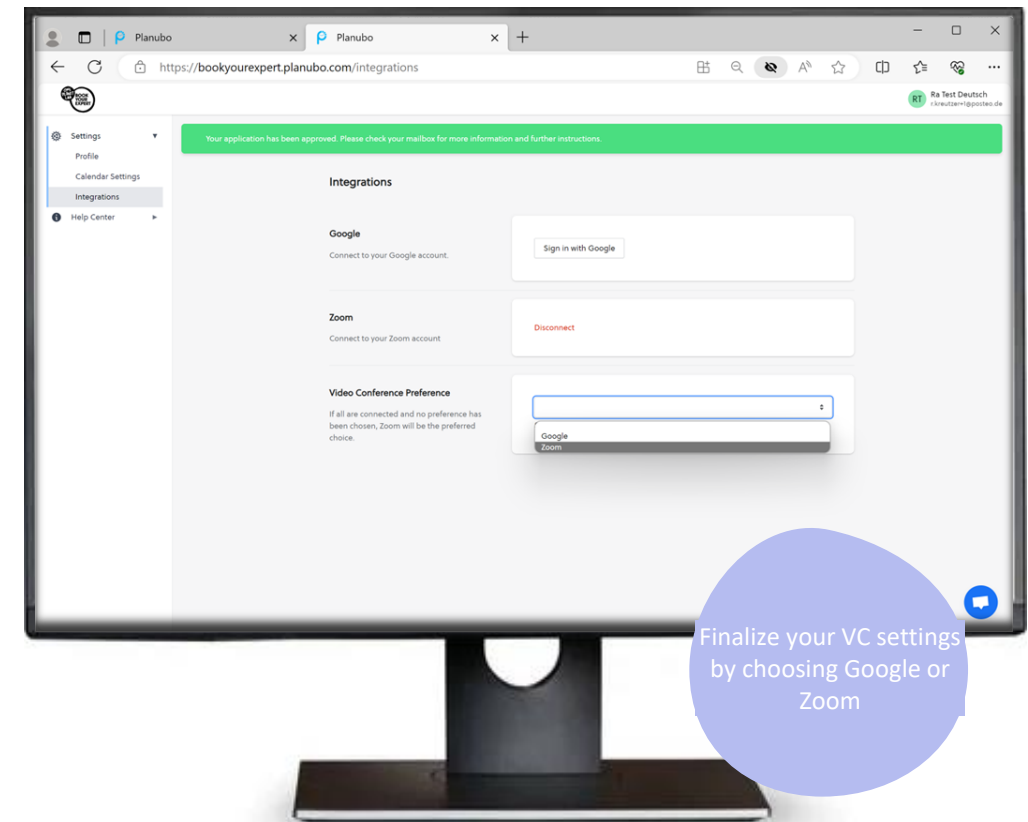 Planubo
Planubo
https://bookyourexpert.planubo.com/integrations
BOOK
YOUR
EXPERT
RT
Ra Test Deutsch
Settings
Profile
Calendar Settings
Integrations
Help Center
Your application has been approved. Please check your mailbox for more information and further instructions.
Integrations
Google
Connect to your Google account.
Sign in with Google
Zoom
Connect to your Zoom account
Disconnect
Video Conference Preference
If all are connected and no preference has
been chosen, Zoom will be the preferred
choice.
Google
Zoom
Finalize your VC settings
by choosing Google or
Zoom